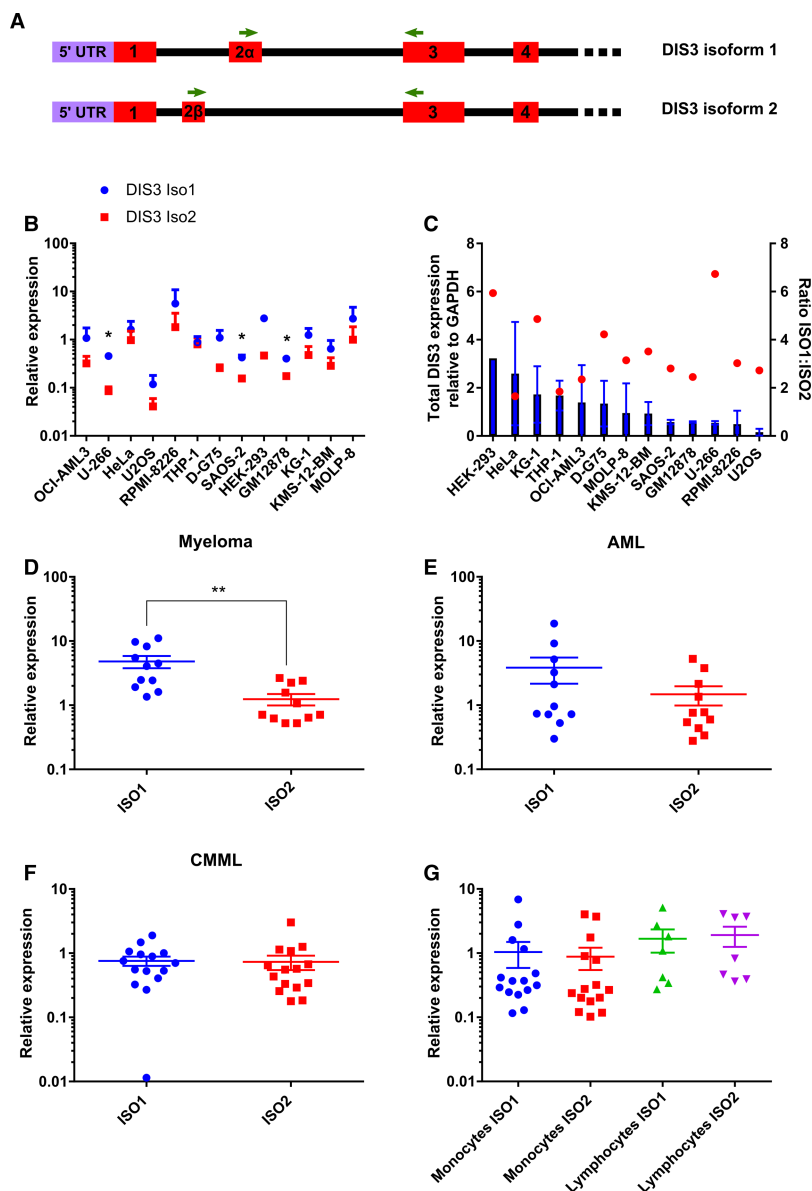 A
5' UTR 1 2α 3 4 DIS3 isoform 1
5' UTR 1 2β 3 4 DIS3 isoform 2
DIS3 Iso1
DIS3 Iso2
B
Relative expression
100
10
1
0.1
0.01
*
*
*
OCI-AML3
U-266
HeLa
U2OS
RPMI-8226
THP-1
D-G75
SAOS-2
HEK-293
GM12878
KG-1
KMS-12-BM
MOLP-8
C
Total DIS3 expression
relative to GAPDH
8
6
4
2
0
8
6
4
2
0
Ratio ISO1:ISO2
HEK-293
HeLa
KG-1
THP-1
OCI-AML3
D-G75
MOLP-8
KMS-12-BM
SAOS-2
GM12878
U-266
RPMI-8226
U2OS
D
Myeloma
Relative expression
100
10
1
0.1
**
ISO1
ISO2
E
AML
Relative expression
100
10
1
0.1
ISO1
ISO2
F
CMML
Relative expression
10
1
0.1
0.01
ISO1
ISO2
G
Relative expression
10
1
0.1
0.01
Monocytes ISO1
Monocytes ISO2
Lymphocytes ISO1
Lymphocytes ISO2